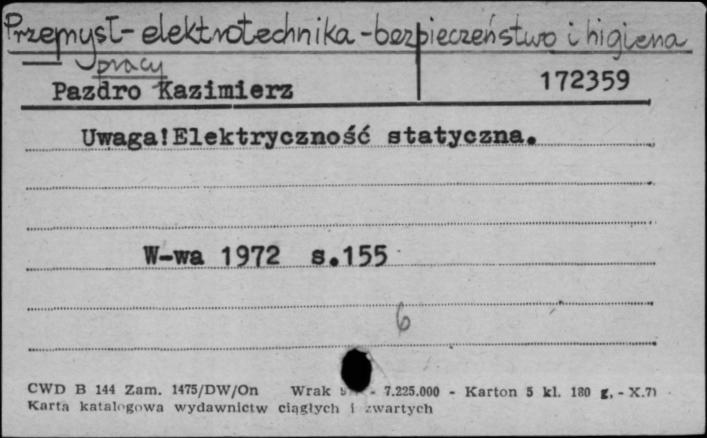 Przemysł-elektrotechnika-bezpieczeństwo i higiena
pracy
Pazdro Kazimierz 172359
Uwaga!Elektryczność statyczna.
W-wa 1972 s.155
6
CWD B 144 Zam. 1475/DW/On Wrak - 7.225.000 - Karton 5 kl. 180 g, - X.71
Karta katalogowa wydawnictw ciągłych i zwartych